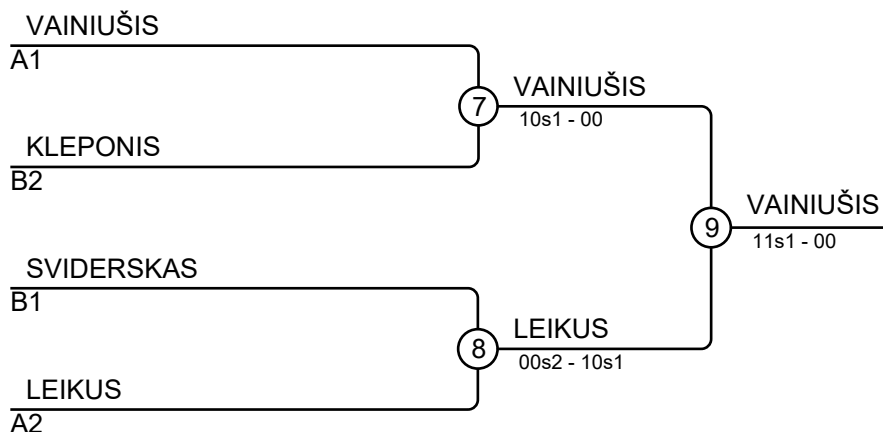 VAINIUŠIS
A1
7
VAINIUŠIS
10s1 - 00
KLEPONIS
B2
9
VAINIUŠIS
11s1 - 00
SVIDERSKAS
B1
8
LEIKUS
00s2 - 10s1
LEIKUS
A2